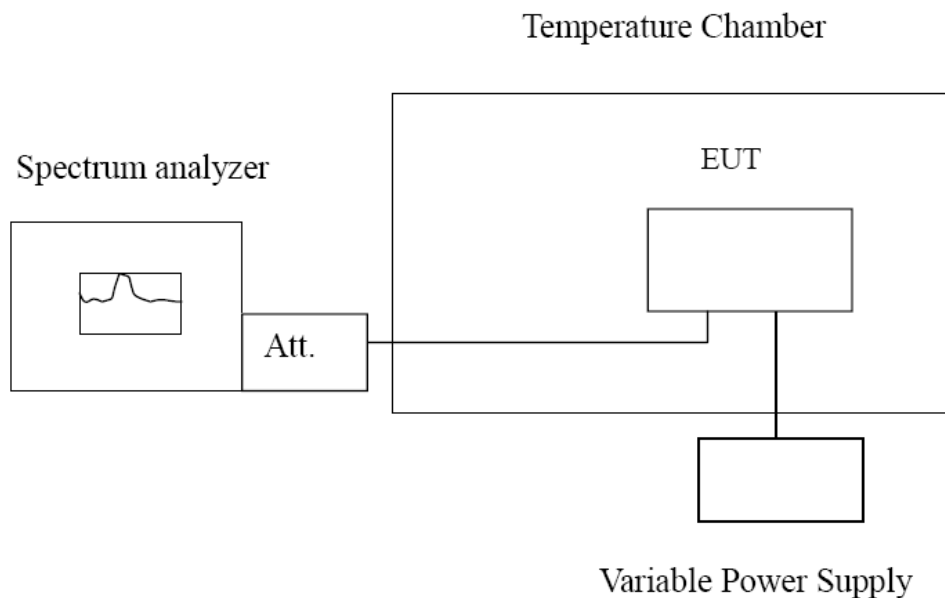 Temperature Chamber
Spectrum analyzer
EUT
Att.
Variable Power Supply